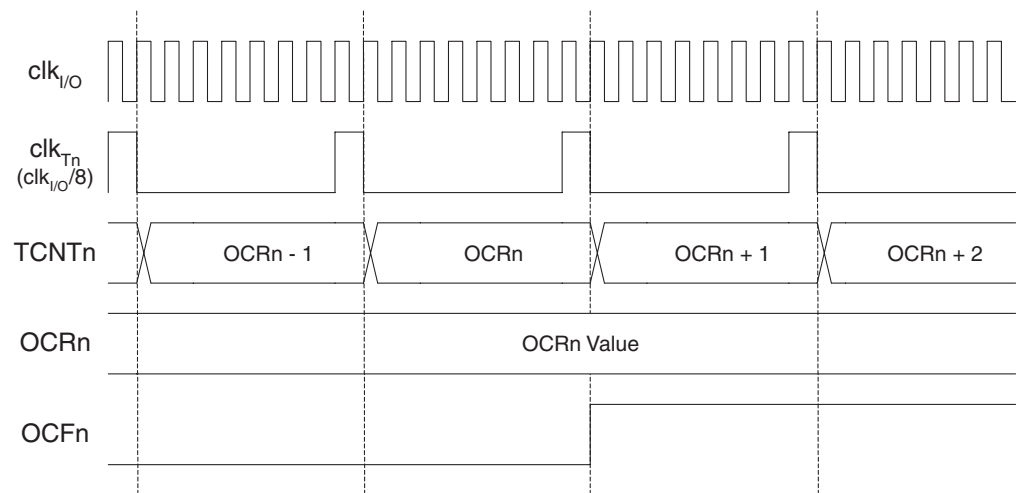 clkI/O
clkTn
(clkI/O/8)
TCNTn
OCRn - 1
OCRn
OCRn + 1
OCRn + 2
OCRn
OCRn Value
OCFn